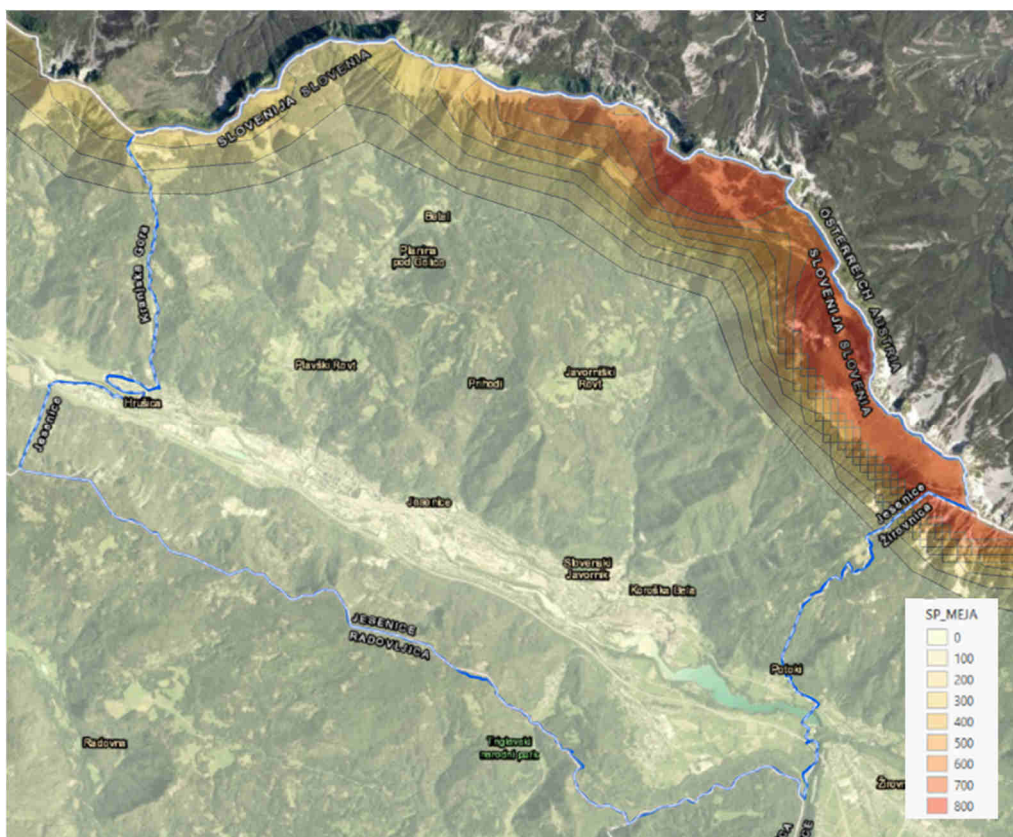 SLOVENIJA SLOVENIA
ÖSTERREICH AUSTRIA
SLOVENIJA SLOVENIA
Kranjska Gora
Planina
pod Golico
Plavški Rovt
Prihodi
Javorniški
Rovt
Hrušica
Jesenice
Jesenice
Jesenice
Žirovnica
Slovenski
Javornik
Koroška Bela
JESENICE
RADOVLJICA
Potoki
Radovna
Triglavski
narodni park
SP_MEJA
0
100
200
300
400
500
600
700
800